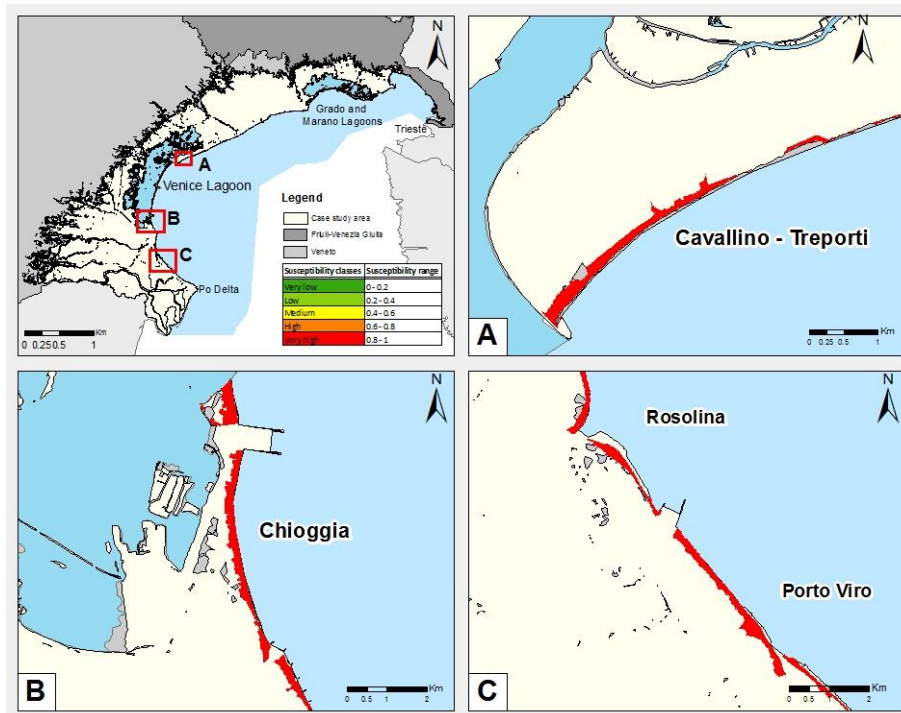 N
Grado and
Marano Lagoons
Trieste
A
Venice Lagoon
B
C
Po Delta
Legend
Case study area
Friuli-Venezia Giulia
Veneto
Susceptibility classes Susceptibility range
Very low 0 - 0.2
Low 0.2 - 0.4
Medium 0.4 - 0.6
High 0.6 - 0.8
Very high 0.8 - 1
Km
0 0.25 0.5 1
N
Cavallino - Treporti
Km
0 0.25 0.5 1
A
N
Chioggia
Km
0 0.5 1 2
B
N
Rosolina
Porto Viro
Km
0 0.5 1 2
C